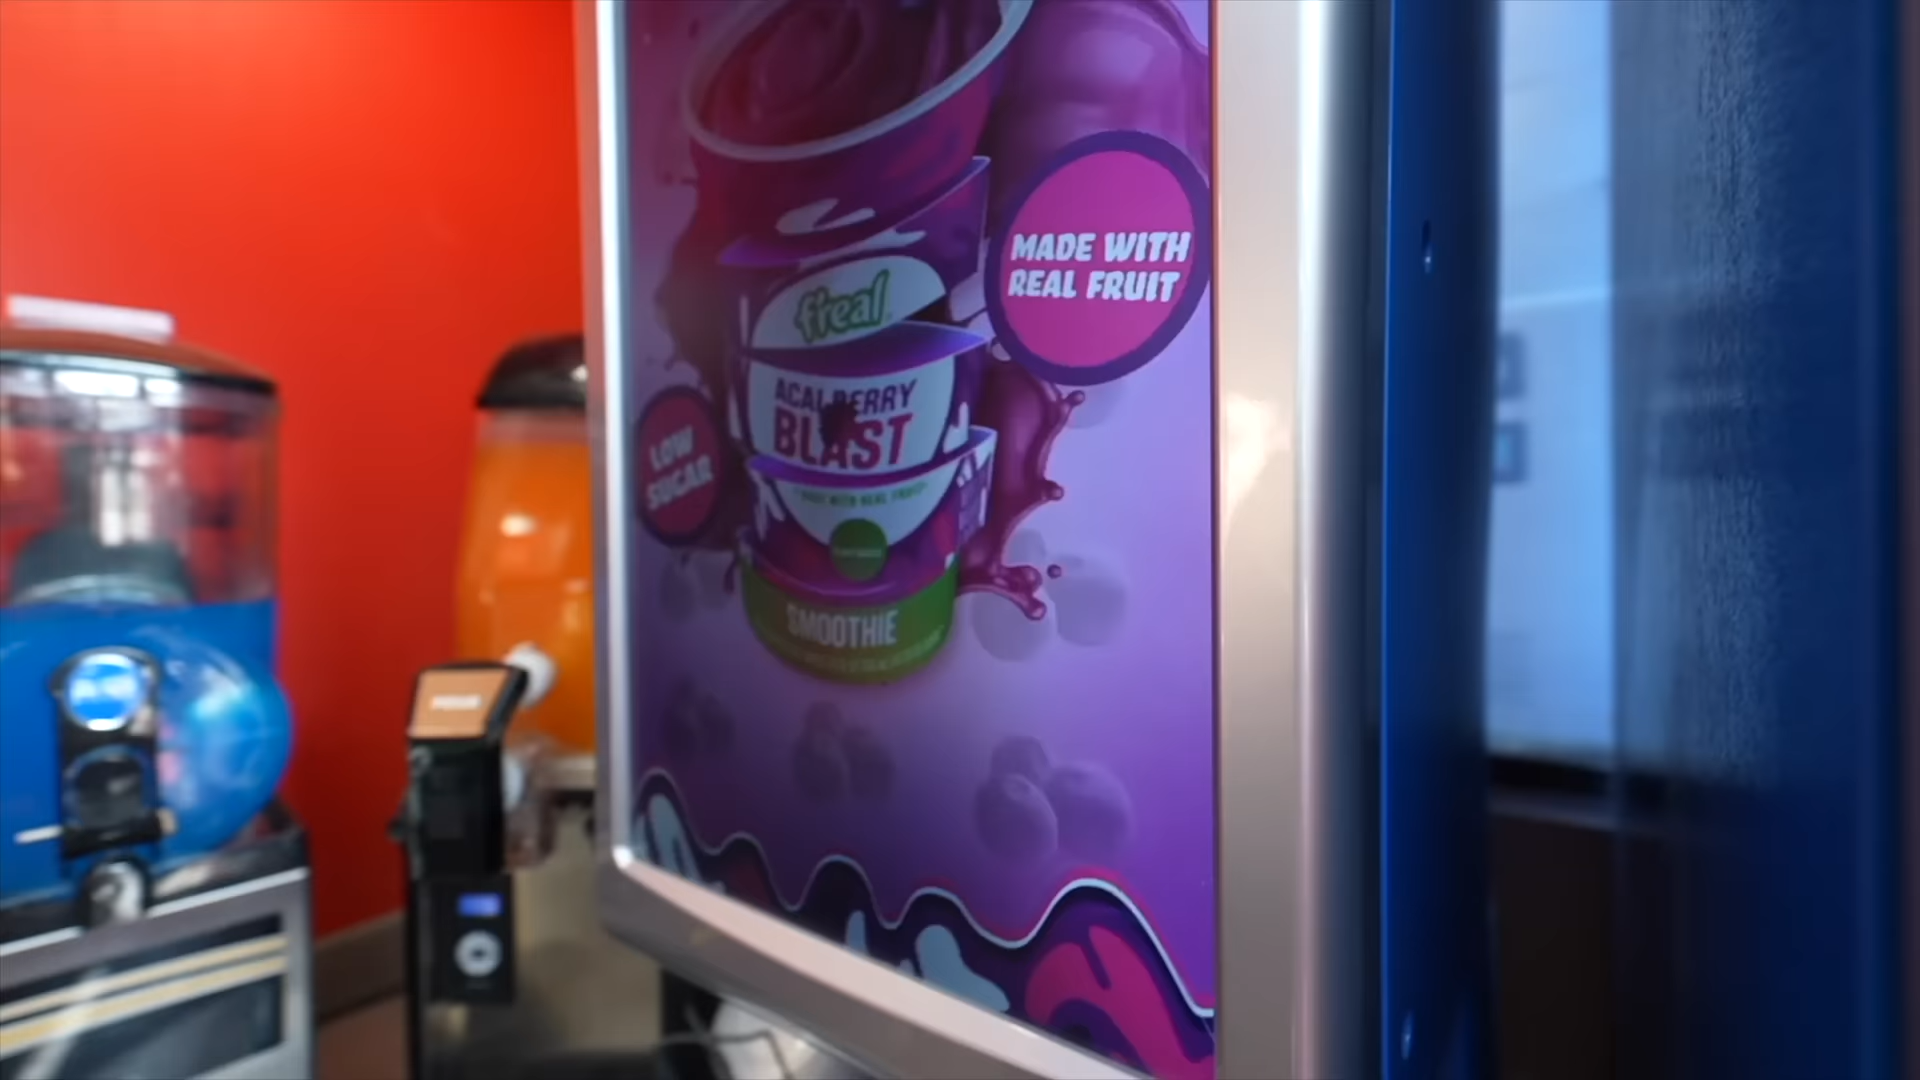 MADE WITH
REAL FRUIT
f'real
ACAI BERRY
BLAST
LOW
SUGAR
SMOOTHIE